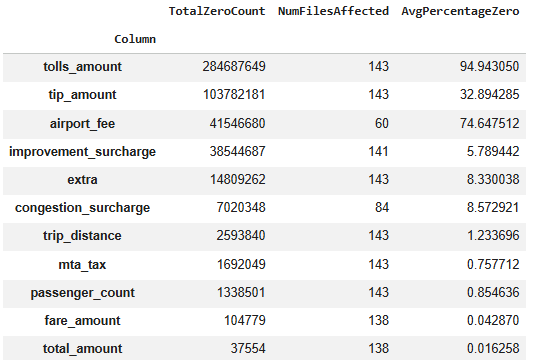 TotalZeroCount NumFilesAffected AvgPercentageZero
Column
tolls_amount 284687649 143 94.943050
tip_amount 103782181 143 32.894285
airport_fee 41546680 60 74.647512
improvement_surcharge 38544687 141 5.789442
extra 14809262 143 8.330038
congestion_surcharge 7020348 84 8.572921
trip_distance 2593840 143 1.233696
mta_tax 1692049 143 0.757712
passenger_count 1338501 143 0.854636
fare_amount 104779 138 0.042870
total_amount 37554 138 0.016258